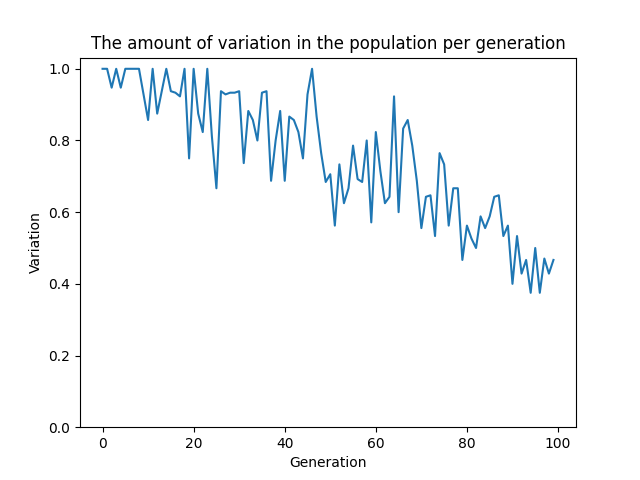 The amount of variation in the population per generation
1.0
0.8
0.6
0.4
0.2
0.0
Variation
0 20 40 60 80 100
Generation